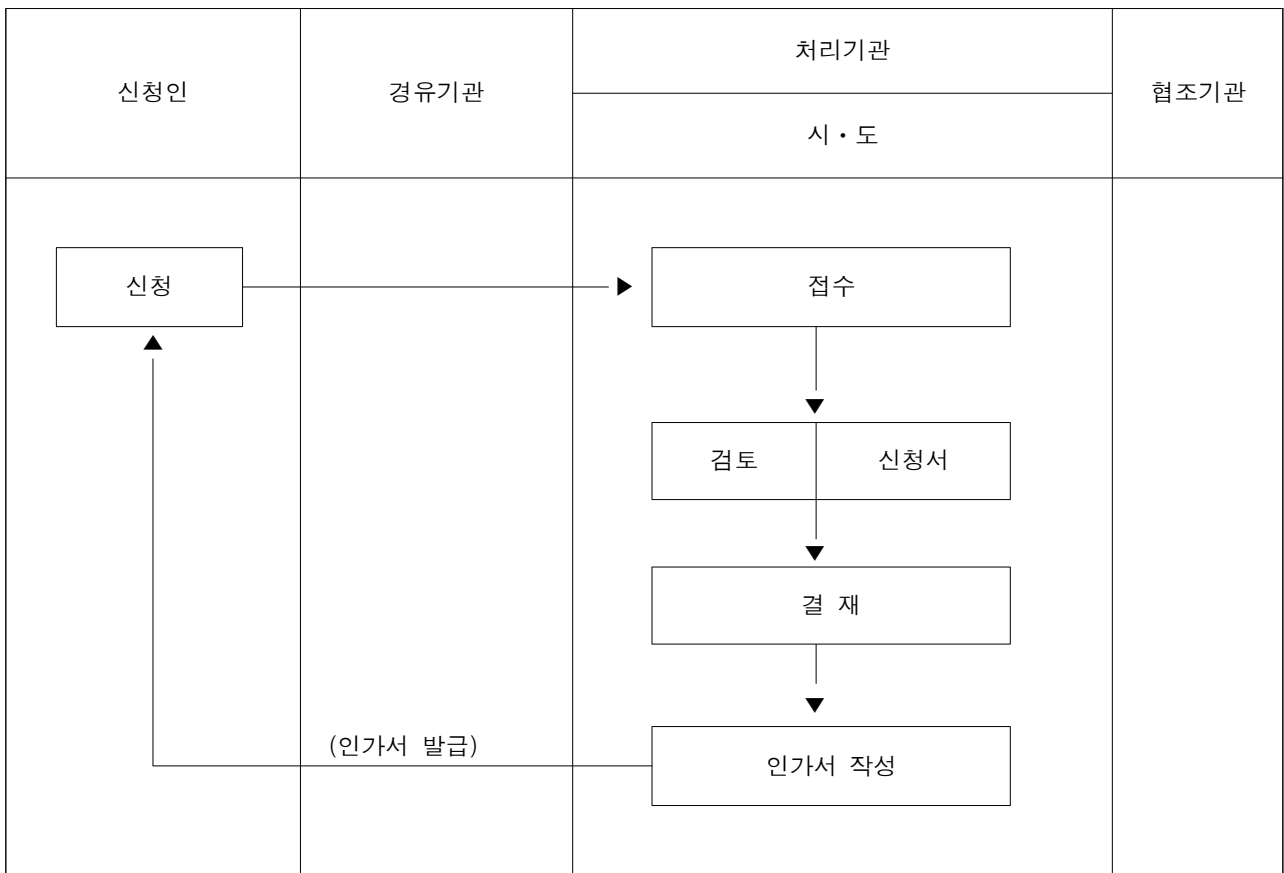 신청인
경유기관
처리기관
시・도
협조기관
신청
접수
검토
신청서
결 재
(인가서 발급)
인가서 작성